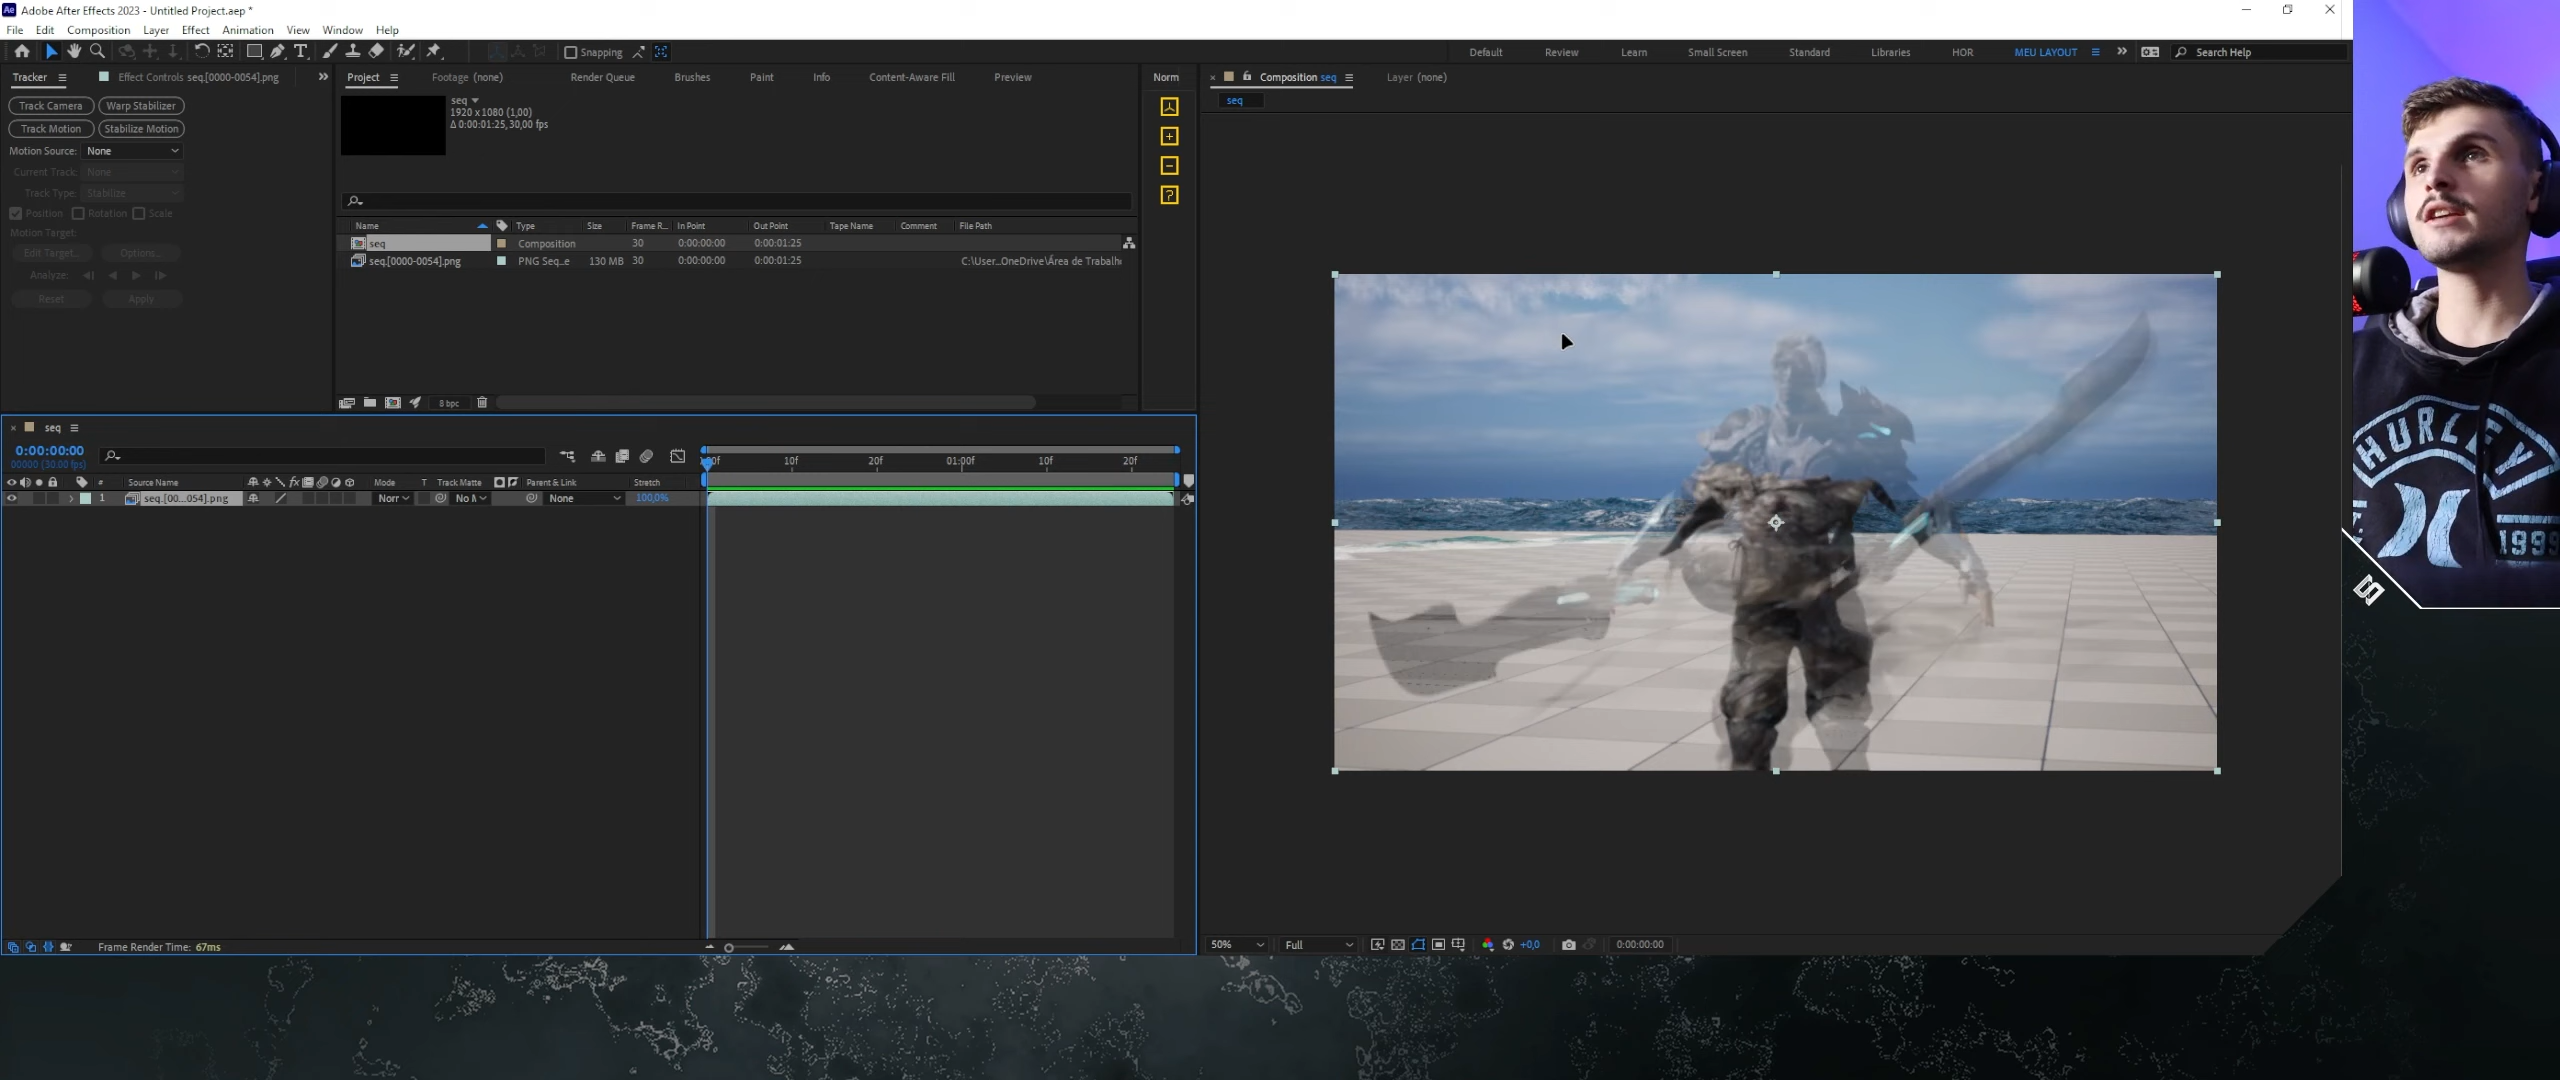 Adobe After Effects 2023 - Untitled Project.aep *
File Edit Composition Layer Effect Animation View Window Help
Snapping
Default Review Learn Small Screen Standard Libraries HOR MEU LAYOUT Search Help
Tracker Effect Controls seq.[0000-0054].png
Project Footage (none) Render Queue Brushes Paint Info Content-Aware Fill Preview
Norm
Composition seq Layer (none)
seq
Track Camera Warp Stabilizer
Track Motion Stabilize Motion
Motion Source: None
Current Track: None
Track Type: Stabilize
Position Rotation Scale
Motion Target:
Edit Target... Options...
Analyze:
Reset Apply
seq
1920 x 1080 (1,00)
Δ 0:00:01:25, 30,00 fps
Name Type Size Frame R... In Point Out Point Tape Name Comment File Path
seq Composition 30 0:00:00:00 0:00:01:25
seq.[0000-0054].png PNG Seq...e 130 MB 30 0:00:00:00 0:00:01:25 C:\User...OneDrive\Área de Trabalh
8 bpc
seq
0:00:00:00
00000 (30.00 fps)
10f 20f 01:00f 10f 20f
# Source Name fx Mode T Track Matte Parent & Link Stretch
1 seq.[00...054].png Norr No M None 100,0%
Frame Render Time: 67ms
50% Full +0,0 0:00:00:00
HURLEY
1999